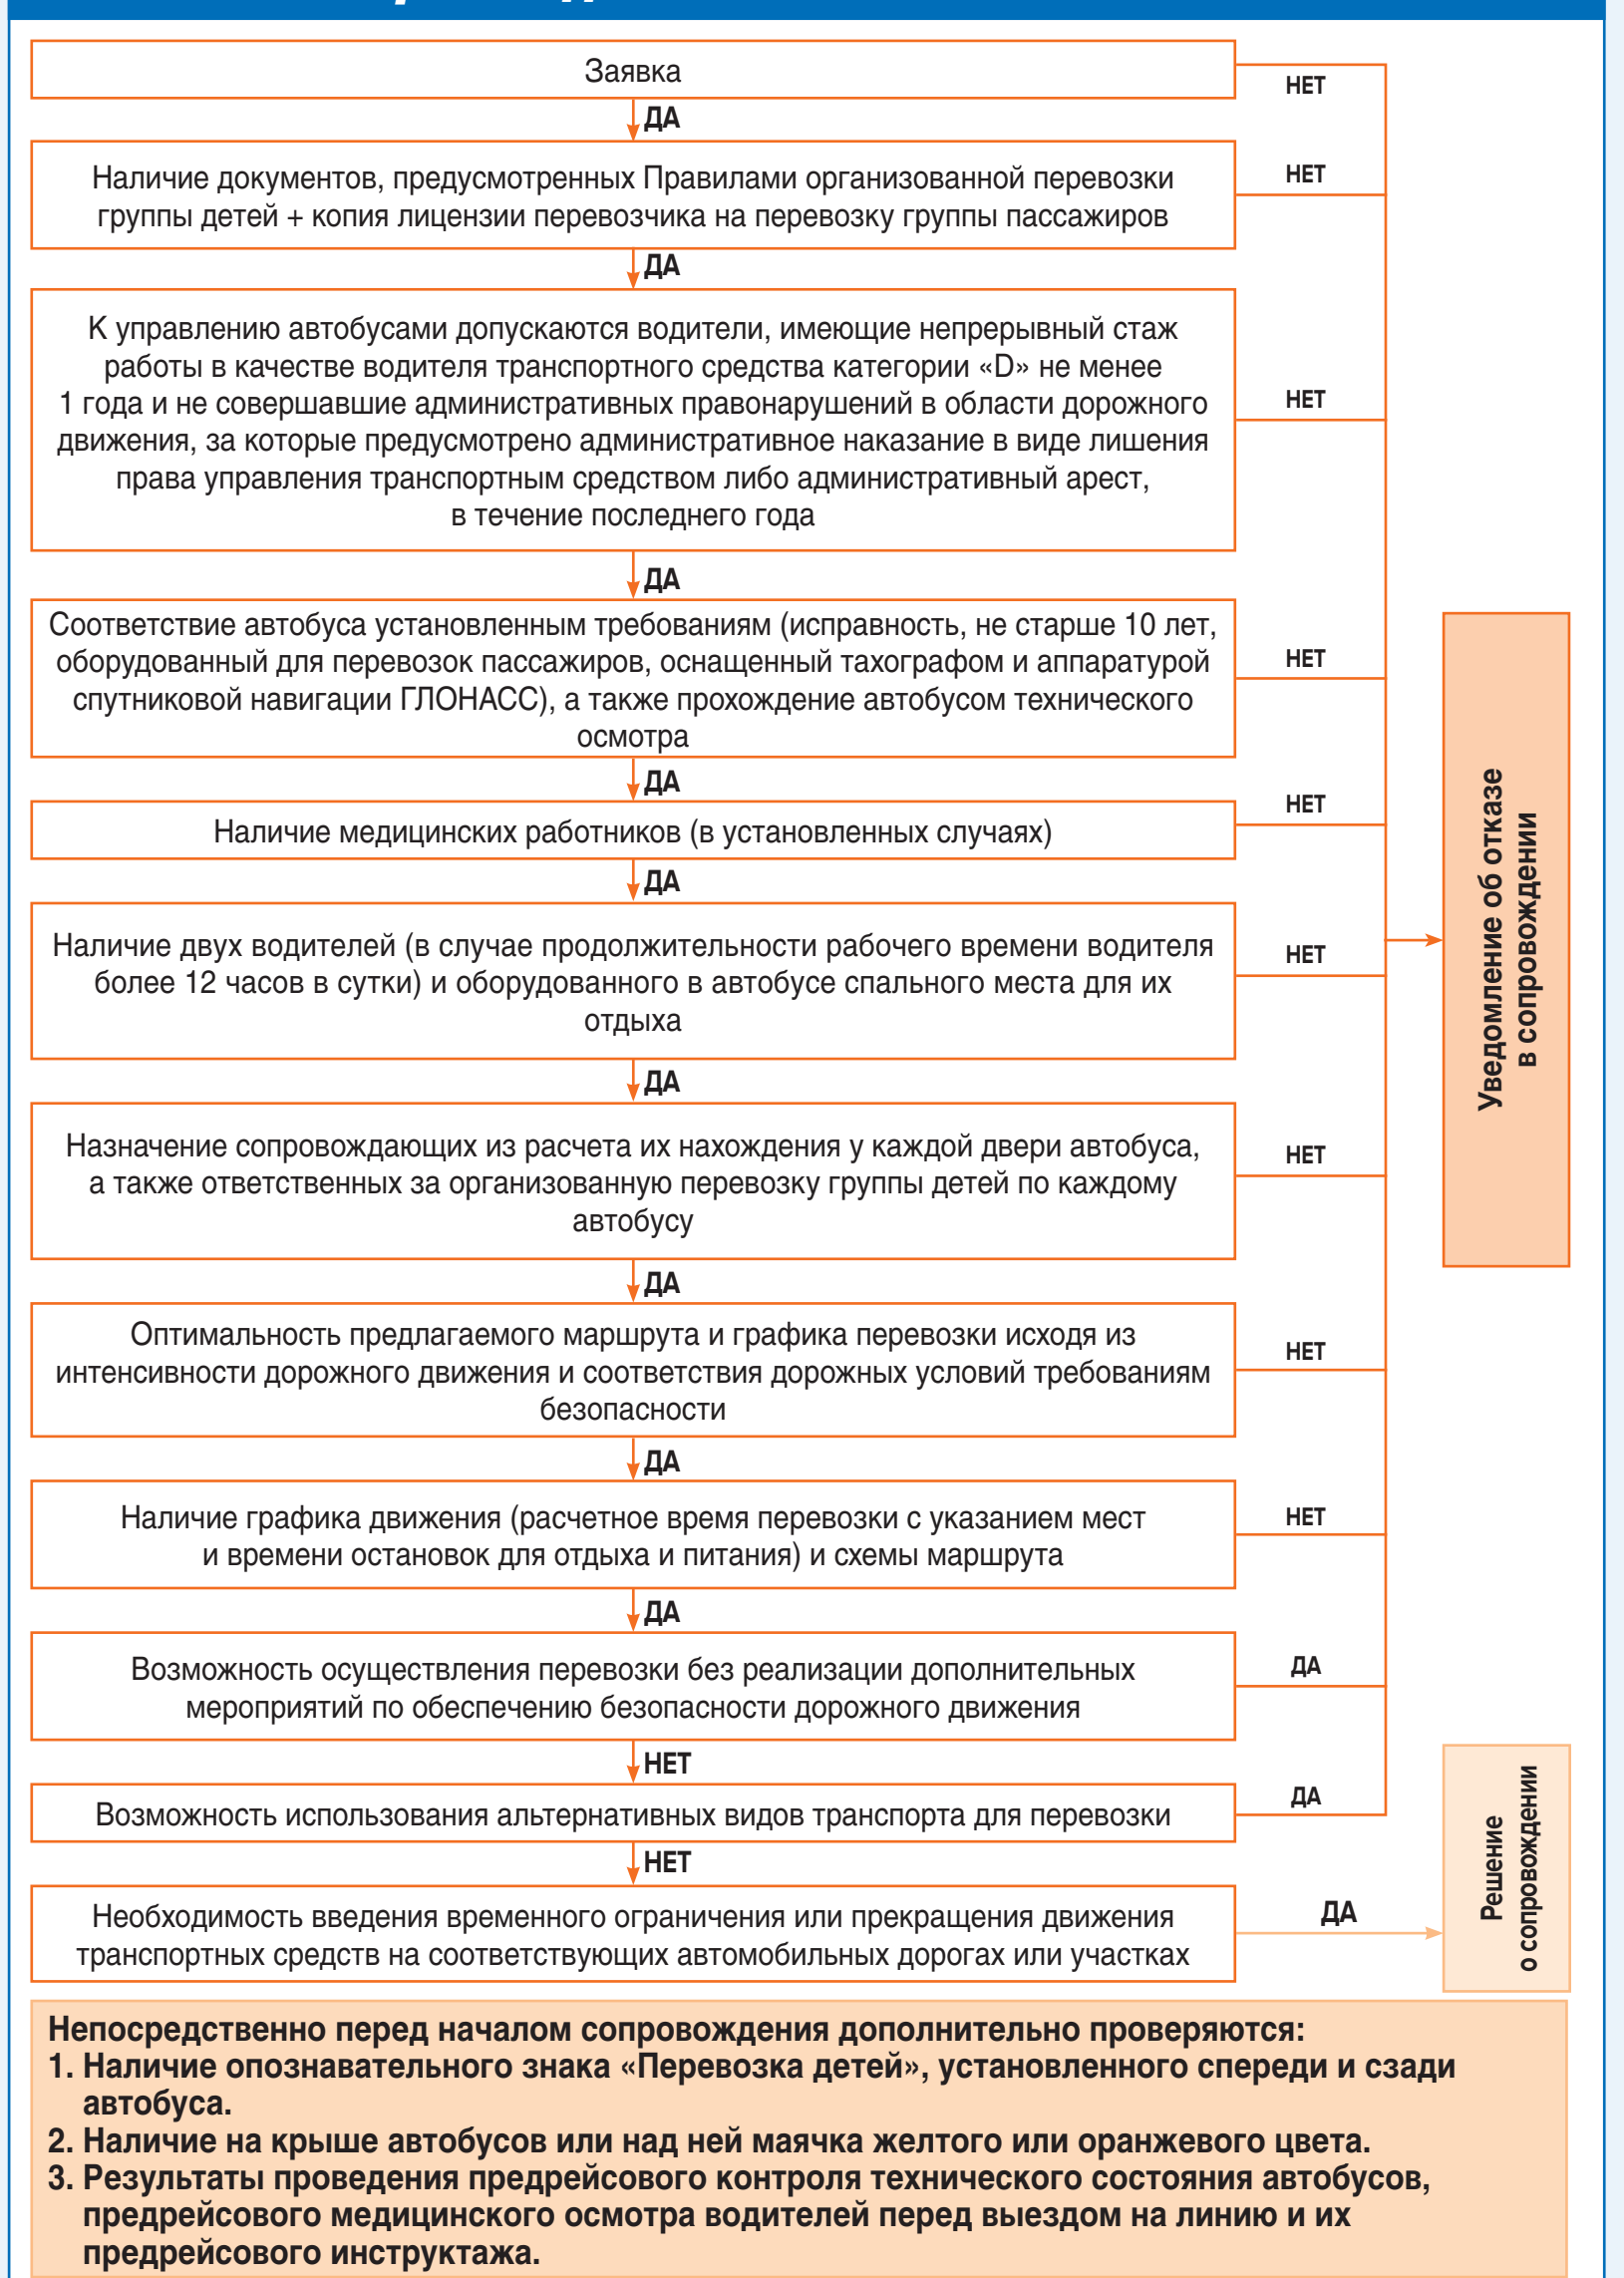 Заявка
НЕТ
ДА
Наличие документов, предусмотренных Правилами организованной перевозки
группы детей + копия лицензии перевозчика на перевозку группы пассажиров
НЕТ
ДА
К управлению автобусами допускаются водители, имеющие непрерывный стаж
работы в качестве водителя транспортного средства категории «D» не менее
1 года и не совершавшие административных правонарушений в области дорожного
движения, за которые предусмотрено административное наказание в виде лишения
права управления транспортным средством либо административный арест,
в течение последнего года
НЕТ
ДА
Соответствие автобуса установленным требованиям (исправность, не старше 10 лет,
оборудованный для перевозок пассажиров, оснащенный тахографом и аппаратурой
спутниковой навигации ГЛОНАСС), а также прохождение автобусом технического
осмотра
НЕТ
ДА
Наличие медицинских работников (в установленных случаях)
НЕТ
ДА
Наличие двух водителей (в случае продолжительности рабочего времени водителя
более 12 часов в сутки) и оборудованного в автобусе спального места для их
отдыха
НЕТ
ДА
Назначение сопровождающих из расчета их нахождения у каждой двери автобуса,
а также ответственных за организованную перевозку группы детей по каждому
автобусу
НЕТ
ДА
Оптимальность предлагаемого маршрута и графика перевозки исходя из
интенсивности дорожного движения и соответствия дорожных условий требованиям
безопасности
НЕТ
ДА
Наличие графика движения (расчетное время перевозки с указанием мест
и времени остановок для отдыха и питания) и схемы маршрута
НЕТ
ДА
Возможность осуществления перевозки без реализации дополнительных
мероприятий по обеспечению безопасности дорожного движения
ДА
НЕТ
Возможность использования альтернативных видов транспорта для перевозки
ДА
НЕТ
Необходимость введения временного ограничения или прекращения движения
транспортных средств на соответствующих автомобильных дорогах или участках
ДА
Уведомление об отказе
в сопровождении
Решение
о сопровождении
Непосредственно перед началом сопровождения дополнительно проверяются:
1. Наличие опознавательного знака «Перевозка детей», установленного спереди и сзади
автобуса.
2. Наличие на крыше автобусов или над ней маячка желтого или оранжевого цвета.
3. Результаты проведения предрейсового контроля технического состояния автобусов,
предрейсового медицинского осмотра водителей перед выездом на линию и их
предрейсового инструктажа.